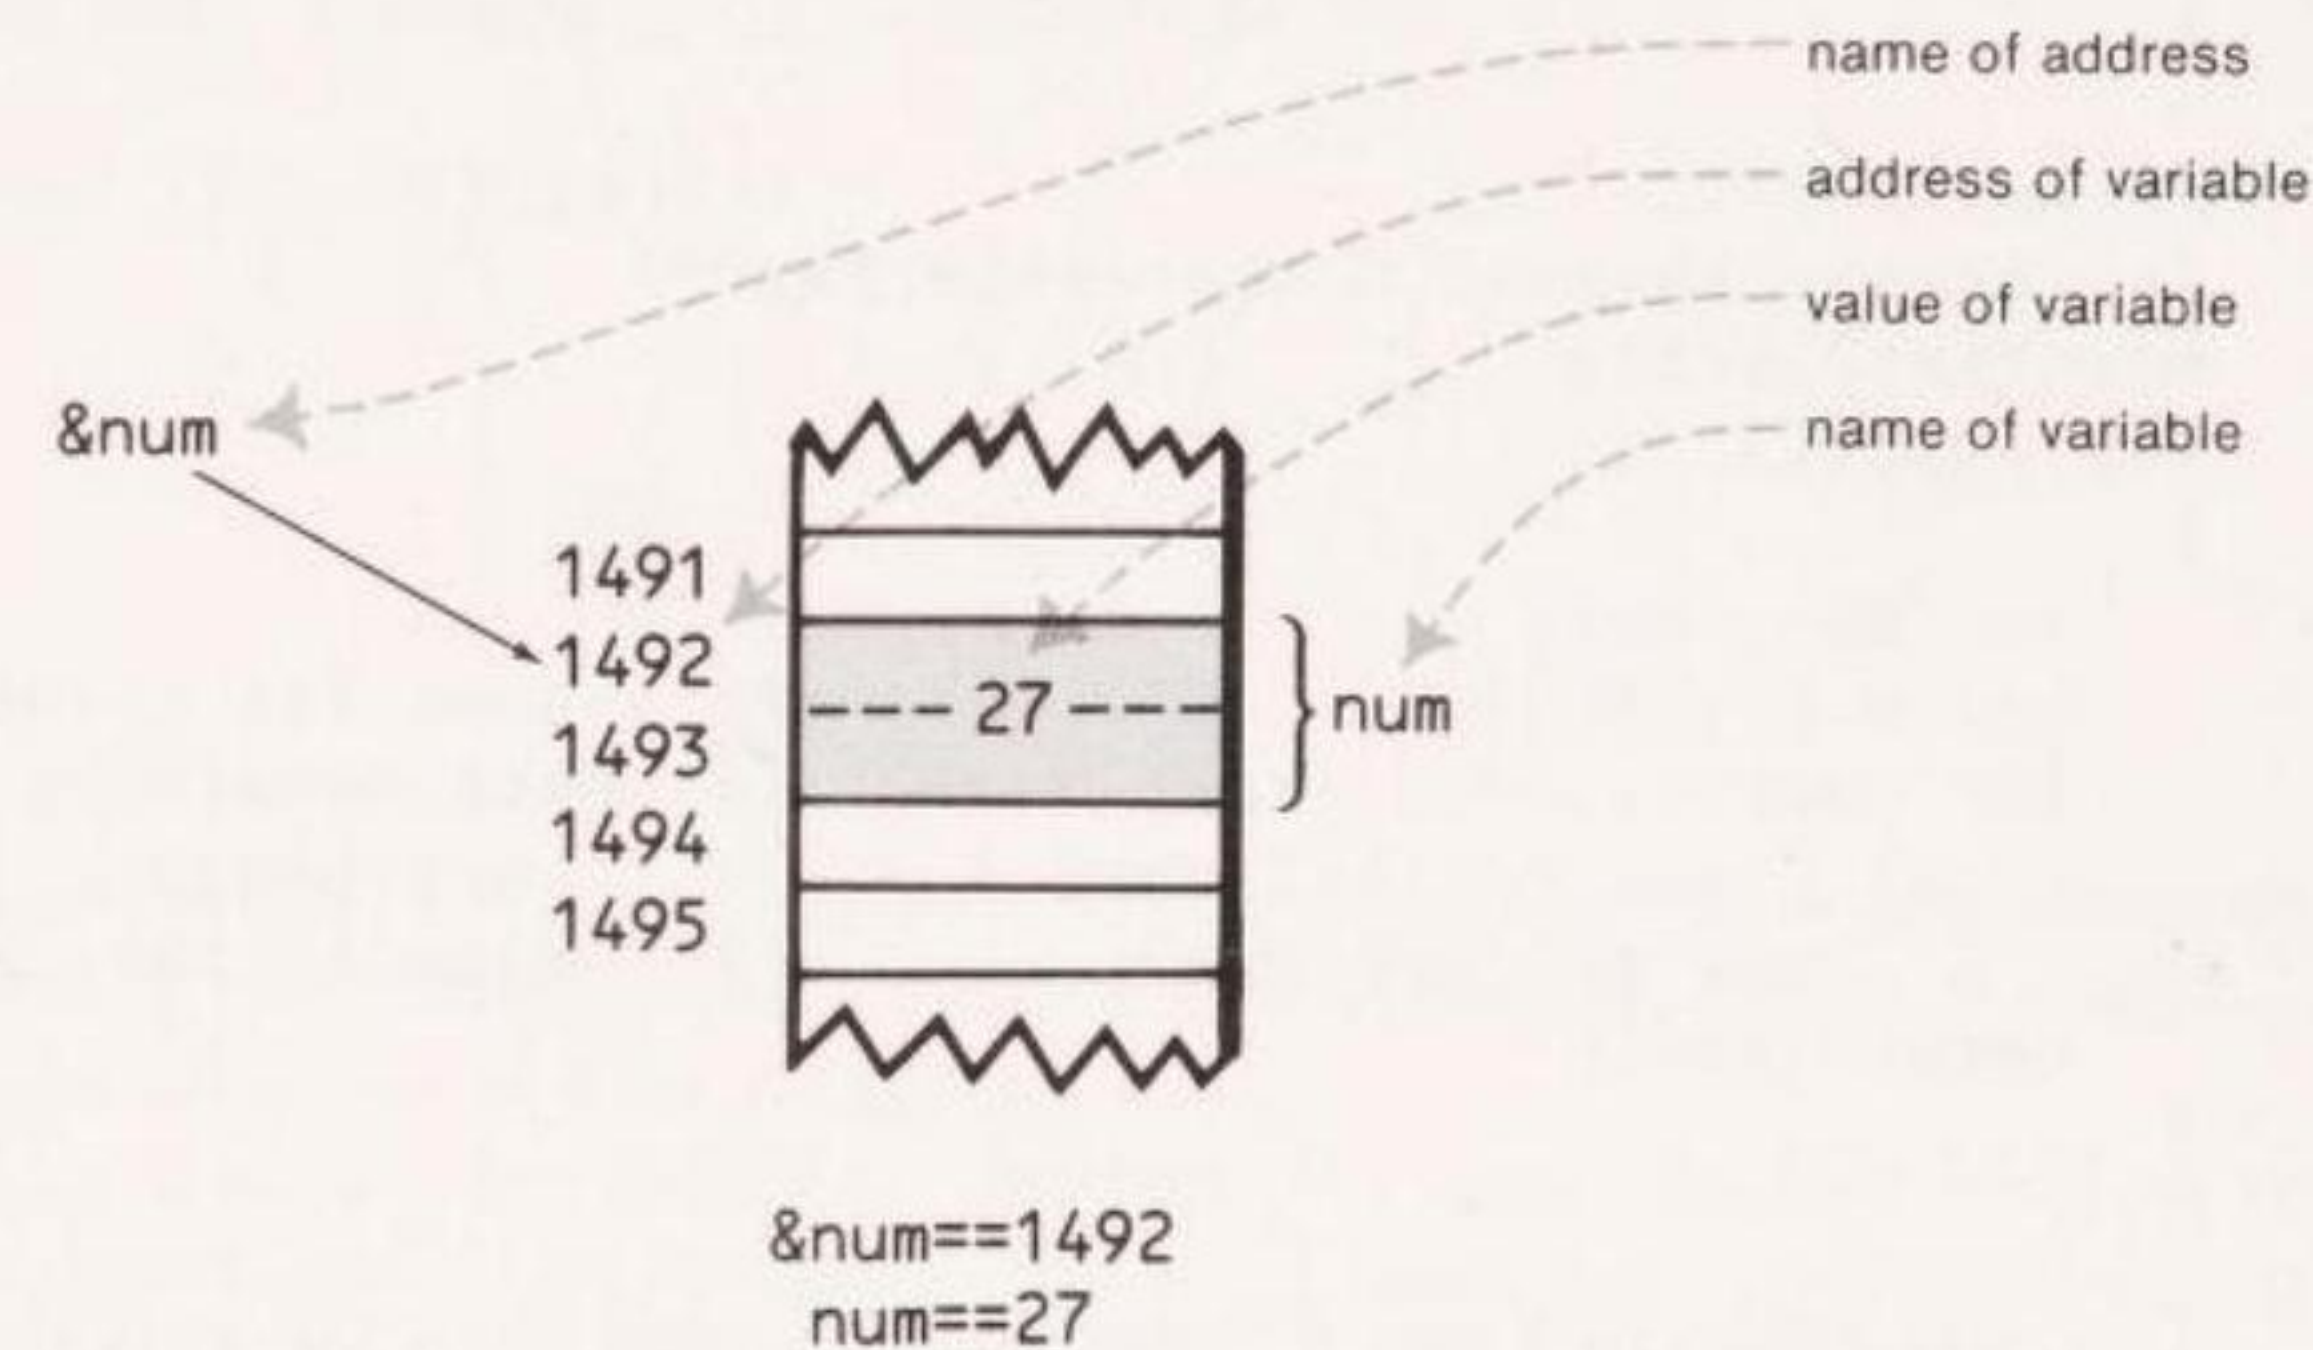 name of address
address of variable
value of variable
name of variable
&num
1491
1492
27
num
1493
1494
1495
&num==1492
num==27